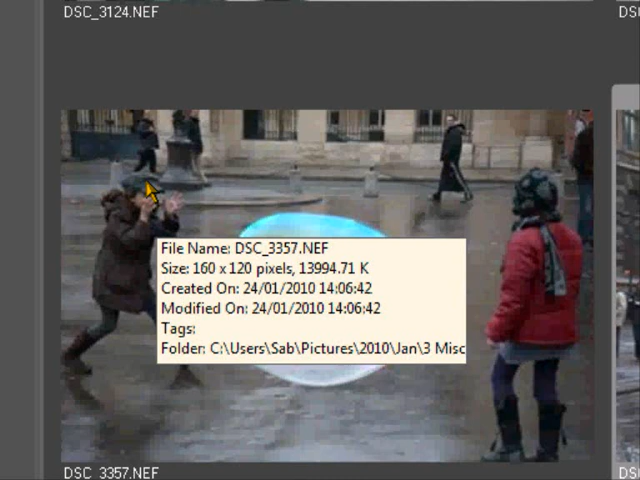 DSC_3124.NEF
DS
File Name: DSC_3357.NEF
Size: 160 x 120 pixels, 13994.71 K
Created On: 24/01/2010 14:06:42
Modified On: 24/01/2010 14:06:42
Tags:
Folder: C:\Users\Sab\Pictures\2010\Jan\3 Misc
DSC_3357.NEF
DS